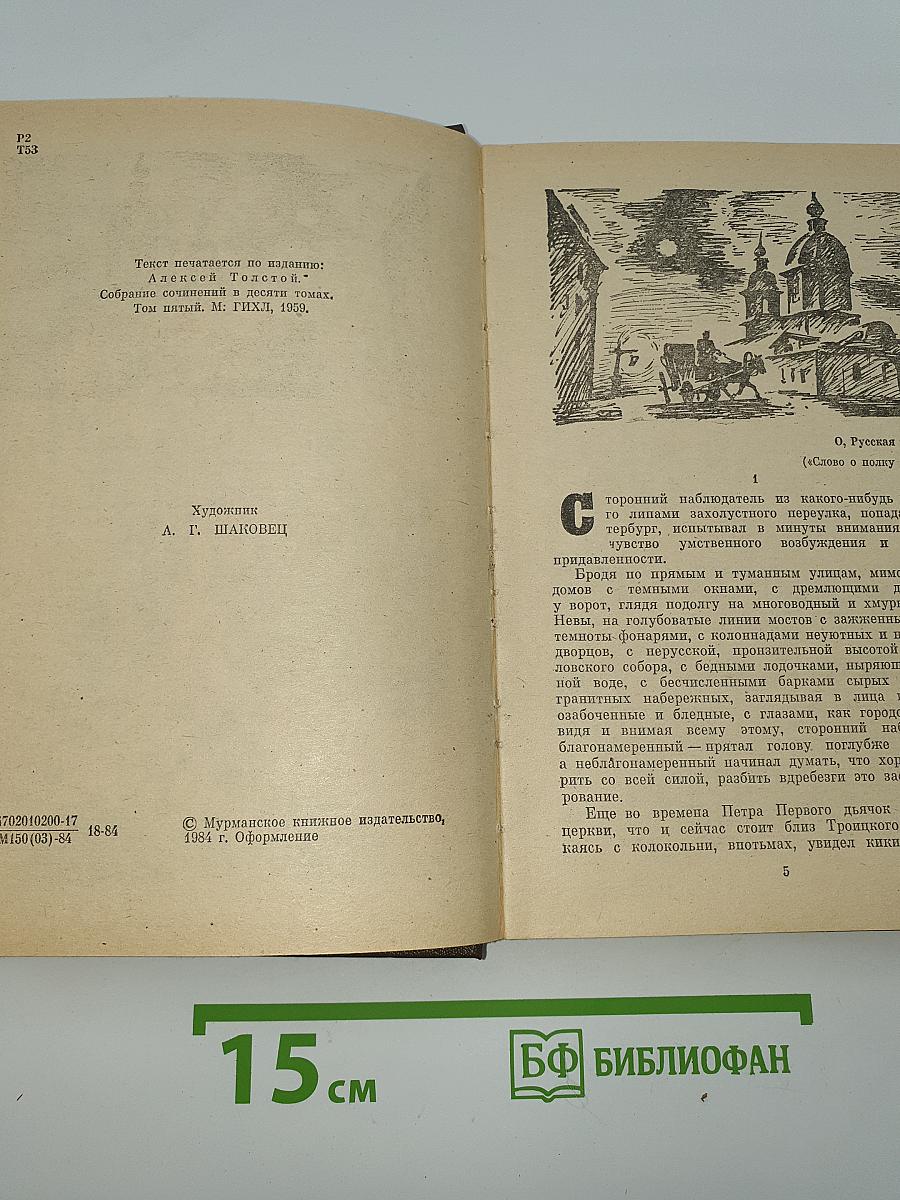 Р2
Т53
Текст печатается по изданию:
Алексей Толстой.
Собрание сочинений в десяти томах.
Том пятый. М: ГИХЛ, 1959.
Художник
А. Г. ШАКОВЕЦ
4702010200-17
М150(03)-84
18-84
© Мурманское книжное издательство,
1984 г. Оформление
О, Русская
(«Слово о полку
1
Сторонний наблюдатель из какого-нибудь
го липами захолустного переулка, попада
тербург, испытывал в минуты внимания
чувство умственного возбуждения и
придавленности.
Бродя по прямым и туманным улицам, мимо
домов с темными окнами, с дремлющими д
у ворот, глядя подолгу на многоводный и хмуры
Невы, на голубоватые линии мостов с зажженны
темноты фонарями, с колоннадами неуютных и н
дворцов, с нерусской, пронзительной высотой
ловского собора, с бедными лодочками, ныряющ
ной воде, с бесчисленными барками сырых
гранитных набережных, заглядывая в лица
озабоченные и бледные, с глазами, как городс
видя и внимая всему этому, сторонний наб
благонамеренный — прятал голову поглубже
а неблагонамеренный начинал думать, что хор
рить со всей силой, разбить вдребезги это за
рование.
Еще во времена Петра Первого дьячок
церкви, что и сейчас стоит близ Троицкого
каясь с колокольни, впотьмах, увидел кики
5
15 см
БФ БИБЛИОФАН